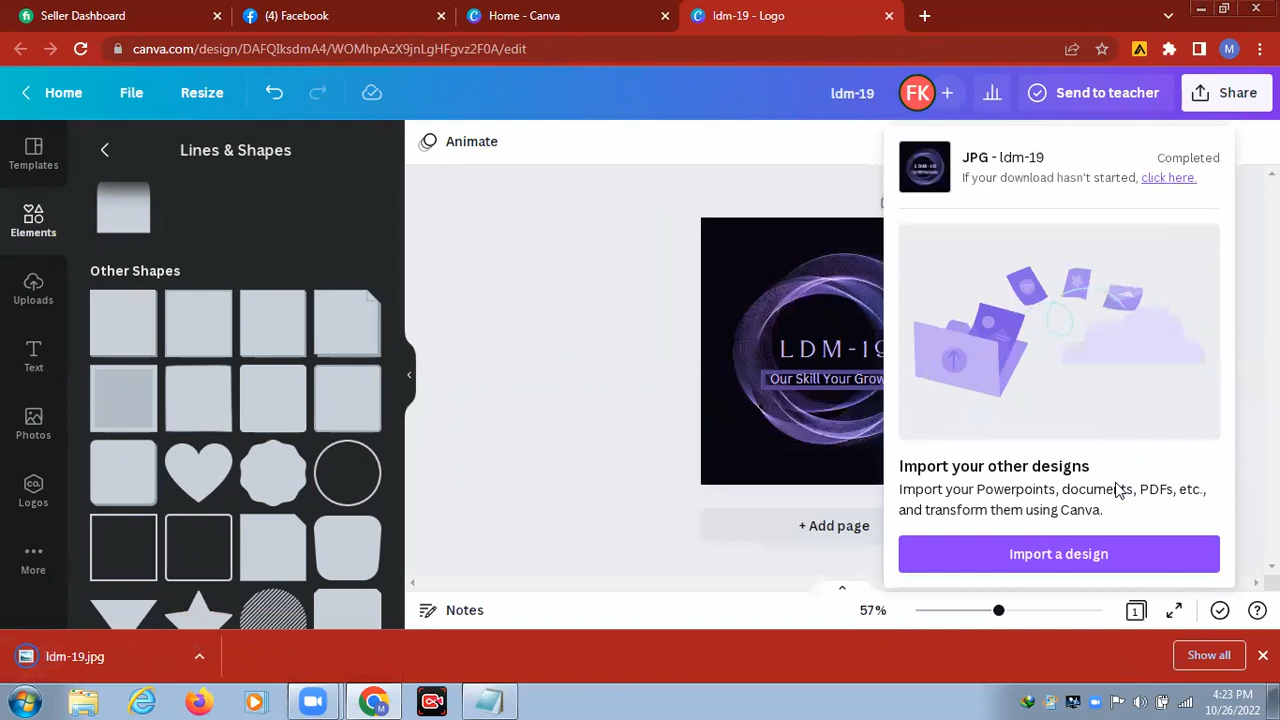 Seller Dashboard
(4) Facebook
Home - Canva
ldm-19 - Logo
canva.com/design/DAFQIksdmA4/WOMhpAzX9jnLgHFgvz2F0A/edit
M
Home
File
Resize
ldm-19
FK
Send to teacher
Share
Templates
Elements
Uploads
Text
Photos
CO.
Logos
More
Lines & Shapes
Other Shapes
Animate
LDM-19
Our Skill Your Grow
+ Add page
JPG - ldm-19
Completed
If your download hasn't started, click here.
Import your other designs
Import your Powerpoints, documents, PDFs, etc.,
and transform them using Canva.
Import a design
Notes
57%
1
ldm-19.jpg
Show all
4:23 PM
10/26/2022